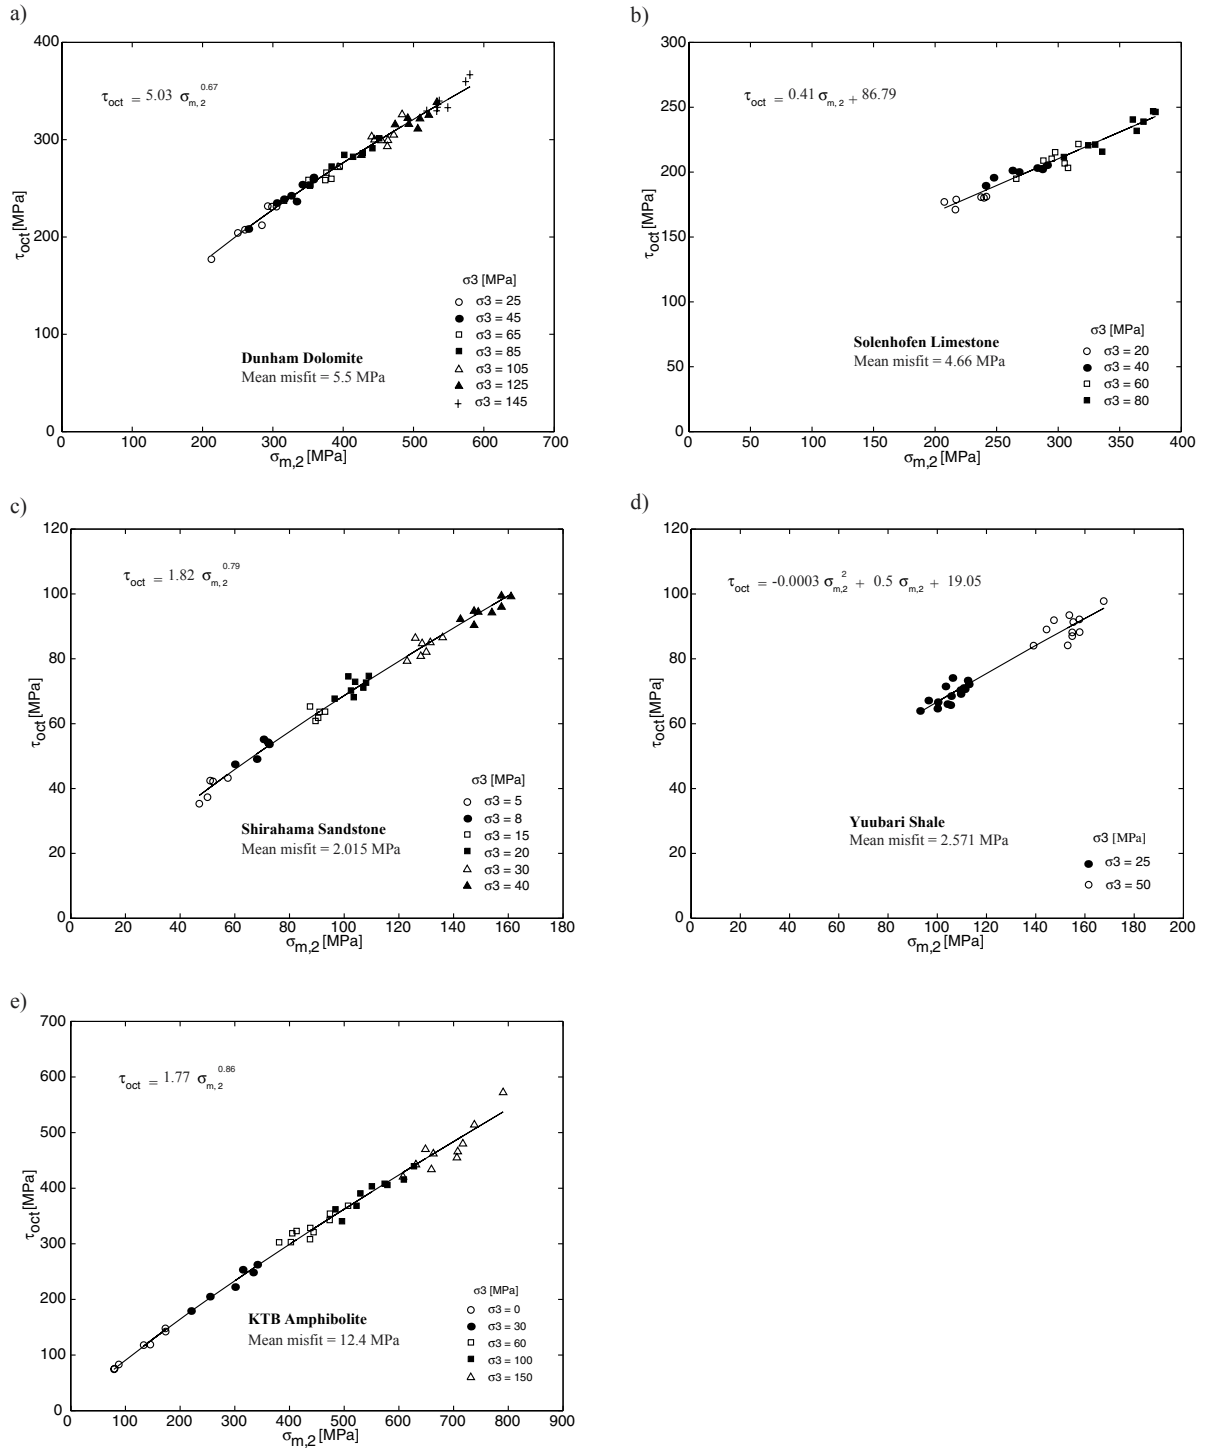 a)
400
300
200
100
0
τoct [MPa]
τoct = 5.03 σm,2^0.67
σ3 [MPa]
σ3 = 25
σ3 = 45
σ3 = 65
σ3 = 85
σ3 = 105
σ3 = 125
σ3 = 145
Dunham Dolomite
Mean misfit = 5.5 MPa
0 100 200 300 400 500 600 700
σm,2 [MPa]
b)
300
250
200
150
100
50
0
τoct [MPa]
τoct = 0.41 σm,2 + 86.79
Solenhofen Limestone
Mean misfit = 4.66 MPa
σ3 [MPa]
σ3 = 20
σ3 = 40
σ3 = 60
σ3 = 80
0 50 100 150 200 250 300 350 400
σm,2 [MPa]
c)
120
100
80
60
40
20
0
τoct [MPa]
τoct = 1.82 σm,2^0.79
σ3 [MPa]
σ3 = 5
σ3 = 8
σ3 = 15
σ3 = 20
σ3 = 30
σ3 = 40
Shirahama Sandstone
Mean misfit = 2.015 MPa
0 20 40 60 80 100 120 140 160 180
σm,2 [MPa]
d)
120
100
80
60
40
20
0
τoct [MPa]
τoct = -0.0003 σm,2^2 + 0.5 σm,2 + 19.05
Yuubari Shale
Mean misfit = 2.571 MPa
σ3 [MPa]
σ3 = 25
σ3 = 50
0 20 40 60 80 100 120 140 160 180 200
σm,2 [MPa]
e)
700
600
500
400
300
200
100
0
τoct [MPa]
τoct = 1.77 σm,2^0.86
σ3 [MPa]
σ3 = 0
σ3 = 30
σ3 = 60
σ3 = 100
σ3 = 150
KTB Amphibolite
Mean misfit = 12.4 MPa
0 100 200 300 400 500 600 700 800 900
σm,2 [MPa]